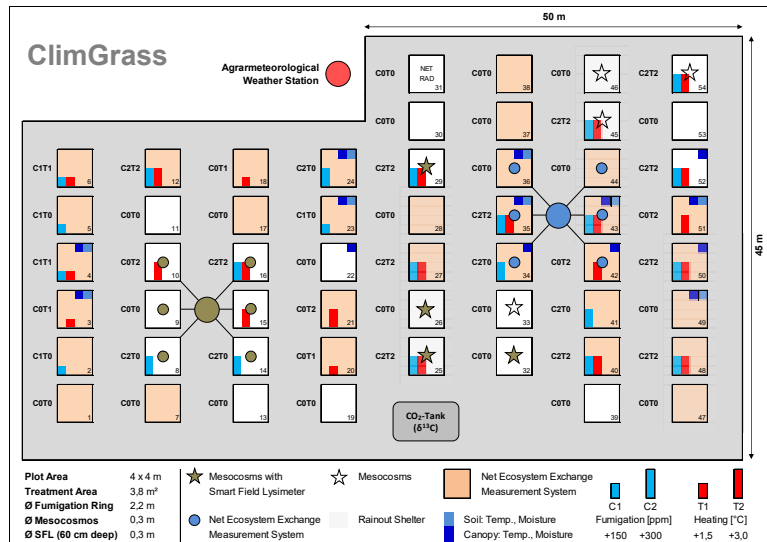 50 m
ClimGrass
Agrarmeteorological
Weather Station
45 m
C0T0 NET RAD 31 C0T0 38 C0T0 46 C2T2 54
C0T0 30 C0T0 37 C2T2 45 C0T0 53
C1T1 6 C2T2 12 C0T1 18 C2T0 24 C2T2 29 C0T0 36 C0T0 44 C2T2 52
C1T0 5 C0T0 11 C0T0 17 C1T0 23 C0T0 28 C2T2 35 C2T2 43 C0T2 51
C1T1 4 C0T2 10 C2T2 16 C0T0 22 C2T2 27 C2T0 34 C0T2 42 C2T2 50
C0T1 3 C0T0 9 C0T2 15 C0T2 21 C0T0 26 C0T0 33 C2T0 41 C0T0 49
C1T0 2 C2T0 8 C2T0 14 C0T1 20 C2T2 25 C0T0 32 C2T2 40 C2T2 48
C0T0 1 C0T0 7 C0T0 13 C0T0 19 C0T0 39 C0T0 47
CO₂-Tank
(δ¹³C)
Plot Area 4 x 4 m
Treatment Area 3,8 m²
Ø Fumigation Ring 2,2 m
Ø Mesocosmos 0,3 m
Ø SFL (60 cm deep) 0,3 m
Mesocosms with
Smart Field Lysimeter
Net Ecosystem Exchange
Measurement System
Mesocosms
Rainout Shelter
Net Ecosystem Exchange
Measurement System
Soil: Temp., Moisture
Canopy: Temp., Moisture
C1 C2 T1 T2
Fumigation [ppm] Heating [°C]
+150 +300 +1,5 +3,0